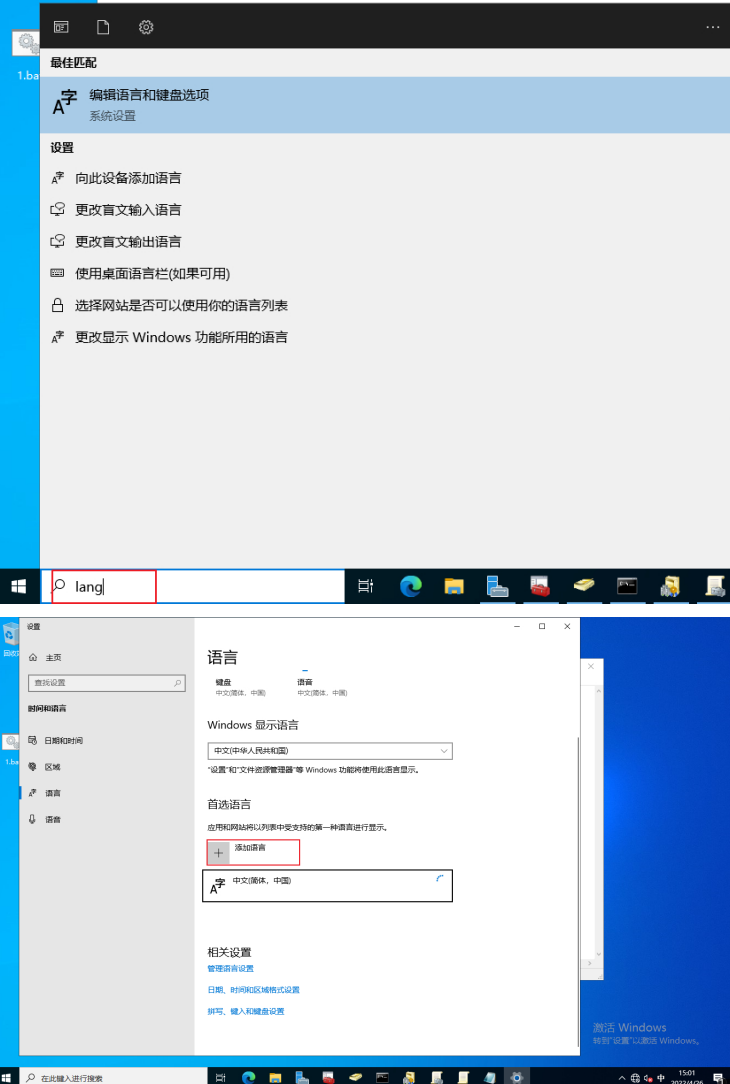 1.ba
最佳匹配
编辑语言和键盘选项
系统设置
设置
向此设备添加语言
更改盲文输入语言
更改盲文输出语言
使用桌面语言栏(如果可用)
选择网站是否可以使用你的语言列表
更改显示 Windows 功能所用的语言
lang
回收
设置
主页
查找设置
时间和语言
日期和时间
区域
语言
语音
1.ba
语言
键盘 语音
中文(简体，中国) 中文(简体，中国)
Windows 显示语言
中文(中华人民共和国)
"设置"和"文件资源管理器"等 Windows 功能将使用此语言显示。
首选语言
应用和网站将以列表中受支持的第一种语言进行显示。
添加语言
中文(简体，中国)
相关设置
管理语言设置
日期、时间和区域格式设置
拼写、键入和键盘设置
激活 Windows
转到"设置"以激活 Windows。
在此键入进行搜索
中
15:01
2022/4/26